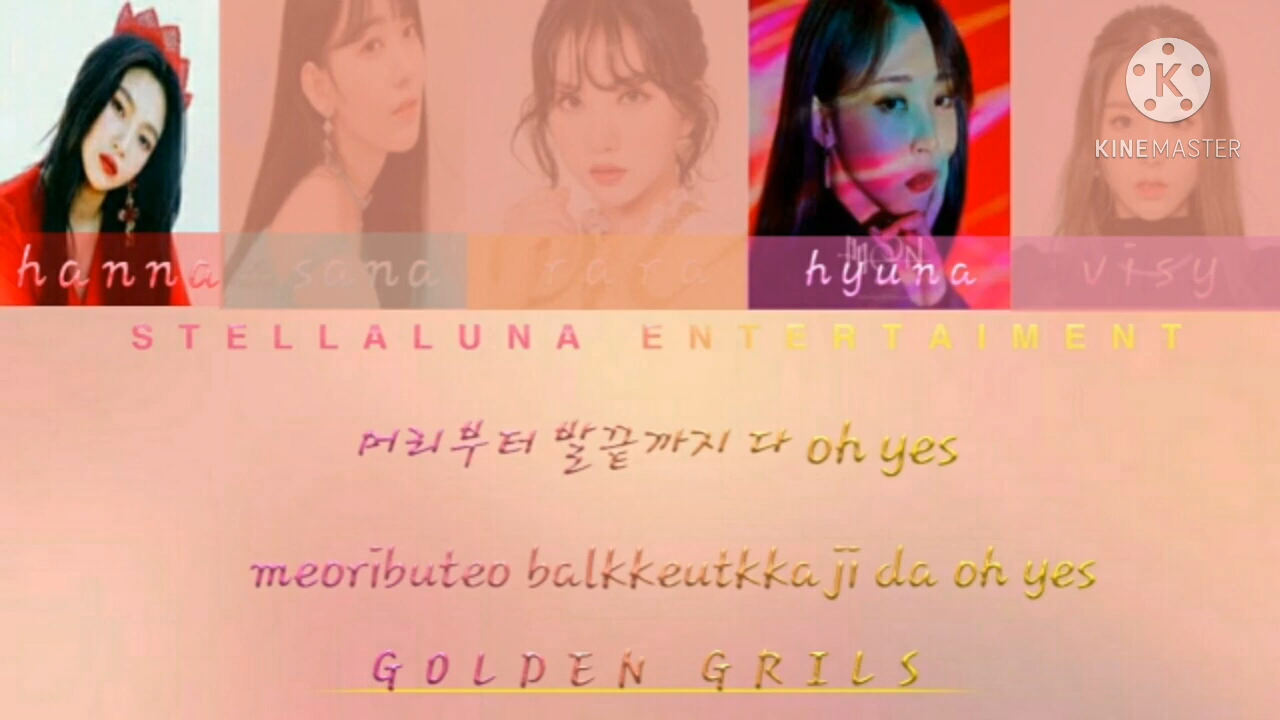 KINEMASTER
hanna sana rara hyuna visy
STELLALUNA ENTERTAIMENT
머리부터 발끝까지 다 oh yes
meoributeo balkkeutkkaji da oh yes
GOLDEN GRILS